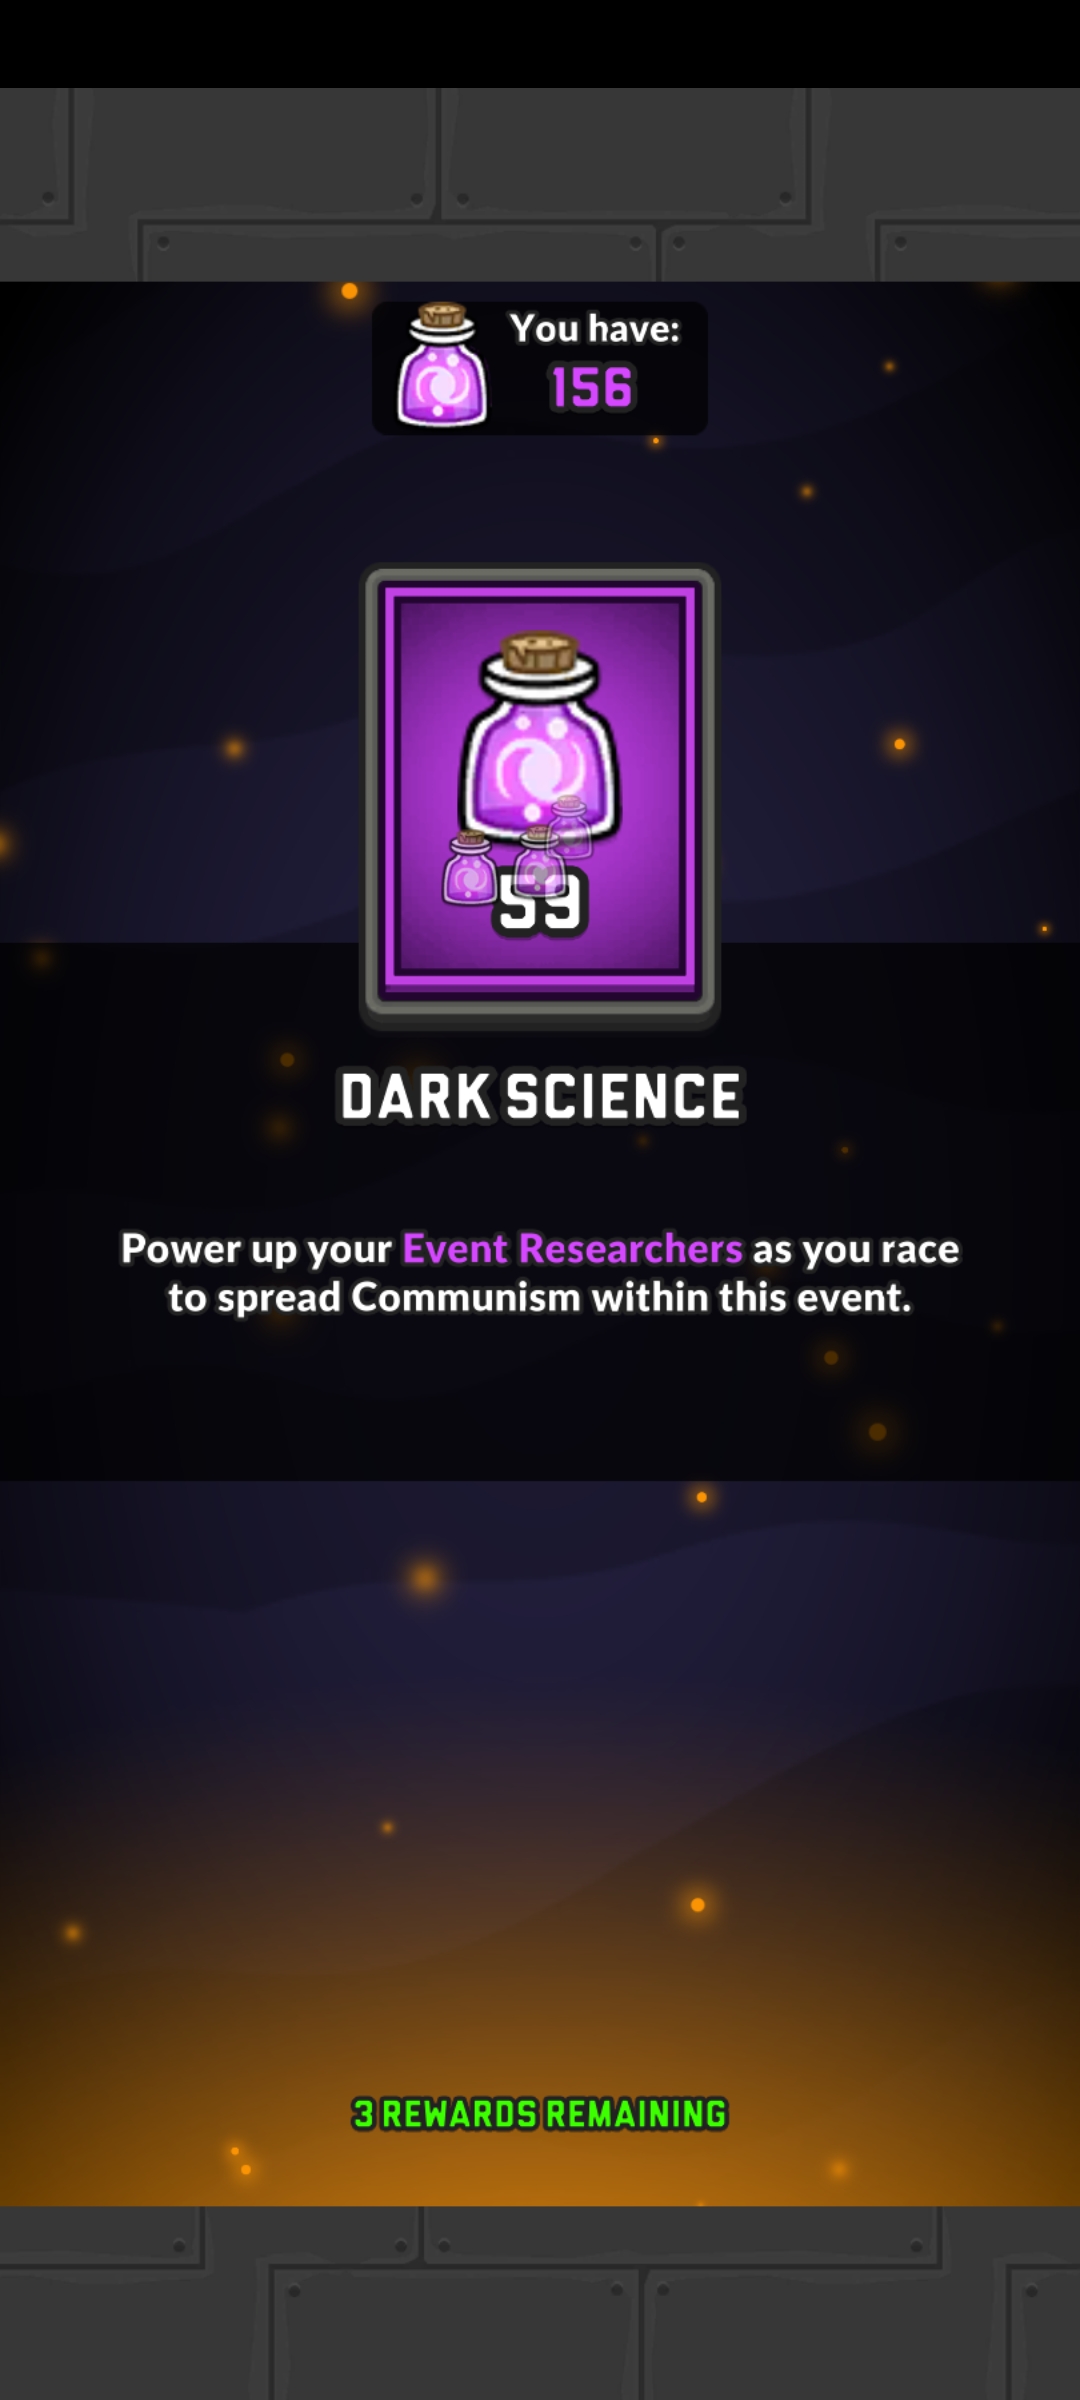 You have:
156
59
DARK SCIENCE
Power up your Event Researchers as you race
to spread Communism within this event.
3 REWARDS REMAINING